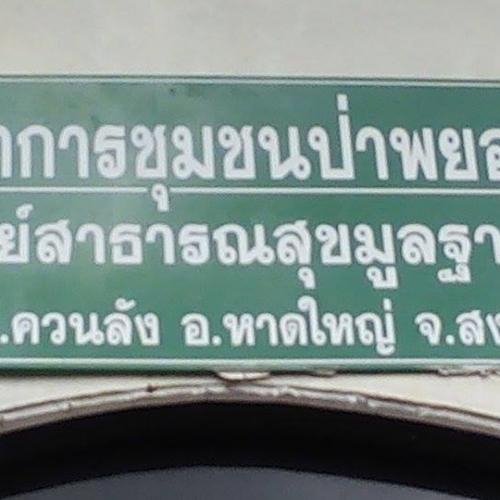 าการชุมชนป่าพยอ
ย์สาธารณสุขมูลฐา
.ควนลัง อ.หาดใหญ่ จ.สง